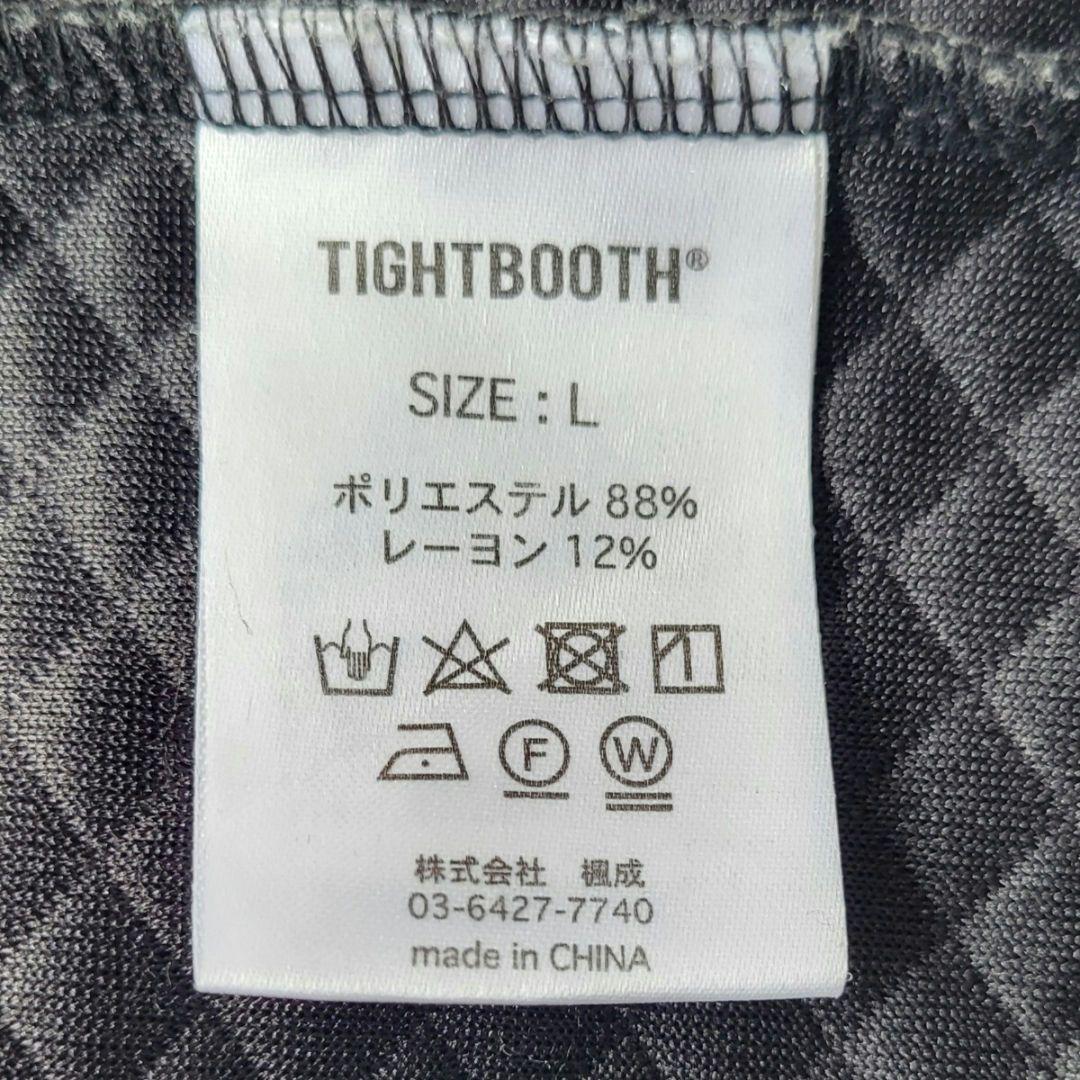 TIGHTBOOTH®
SIZE : L
ポリエステル 88%
レーヨン 12%
F W
株式会社 楓成
03-6427-7740
made in CHINA